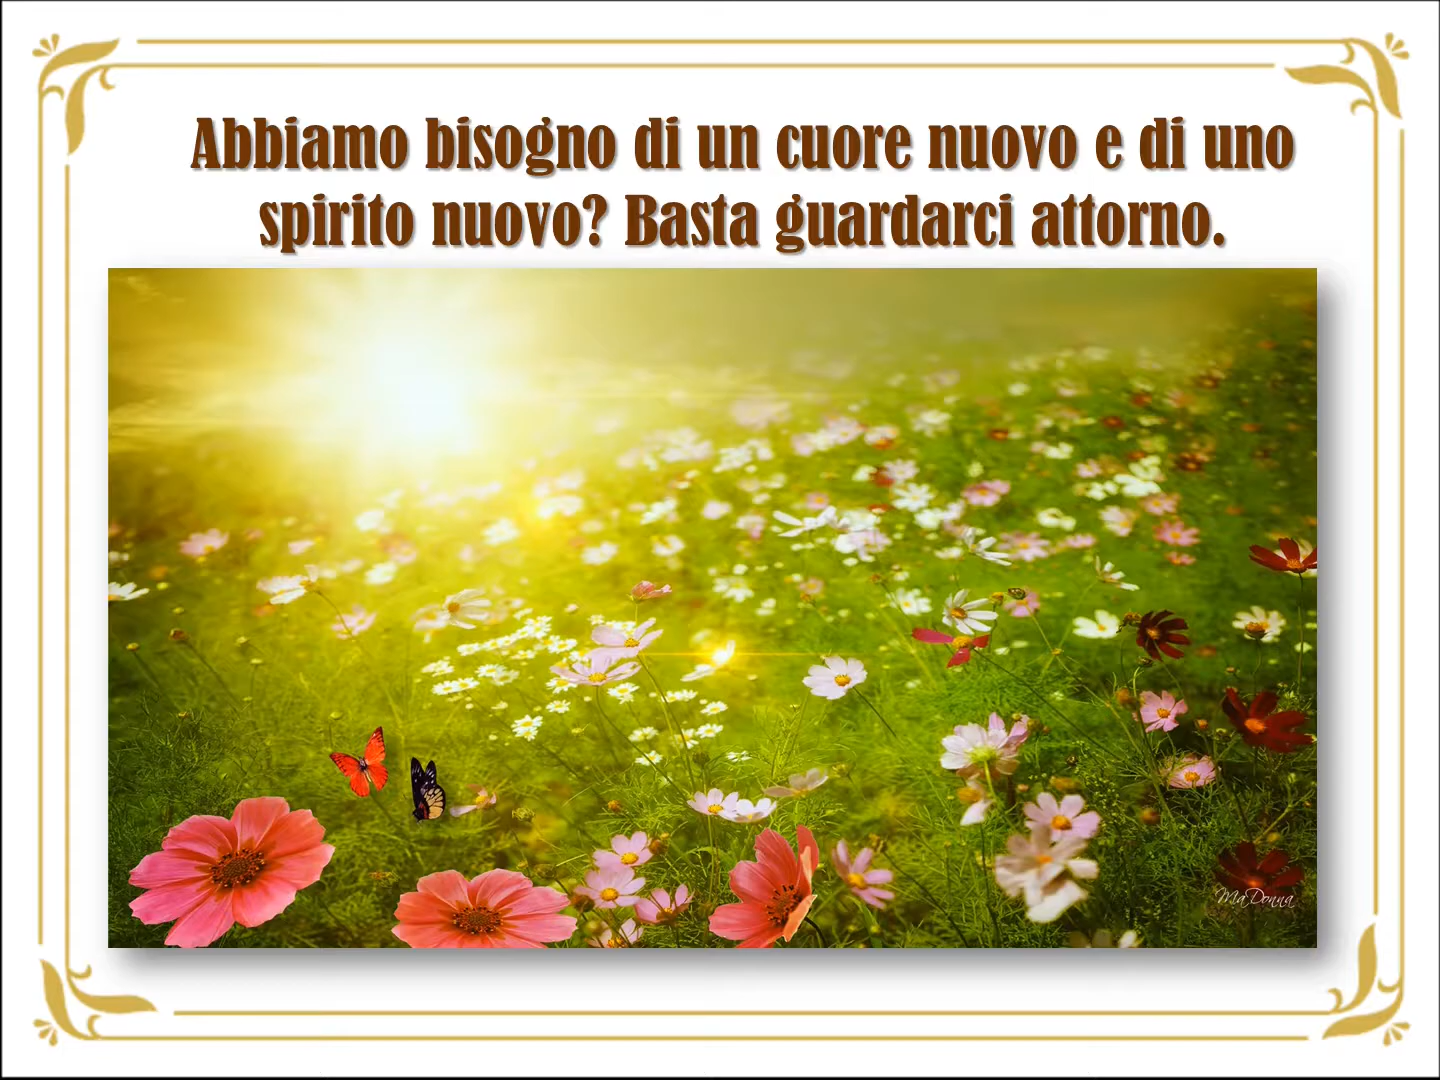 Abbiamo bisogno di un cuore nuovo e di uno
spirito nuovo? Basta guardarci attorno.
MaDonna